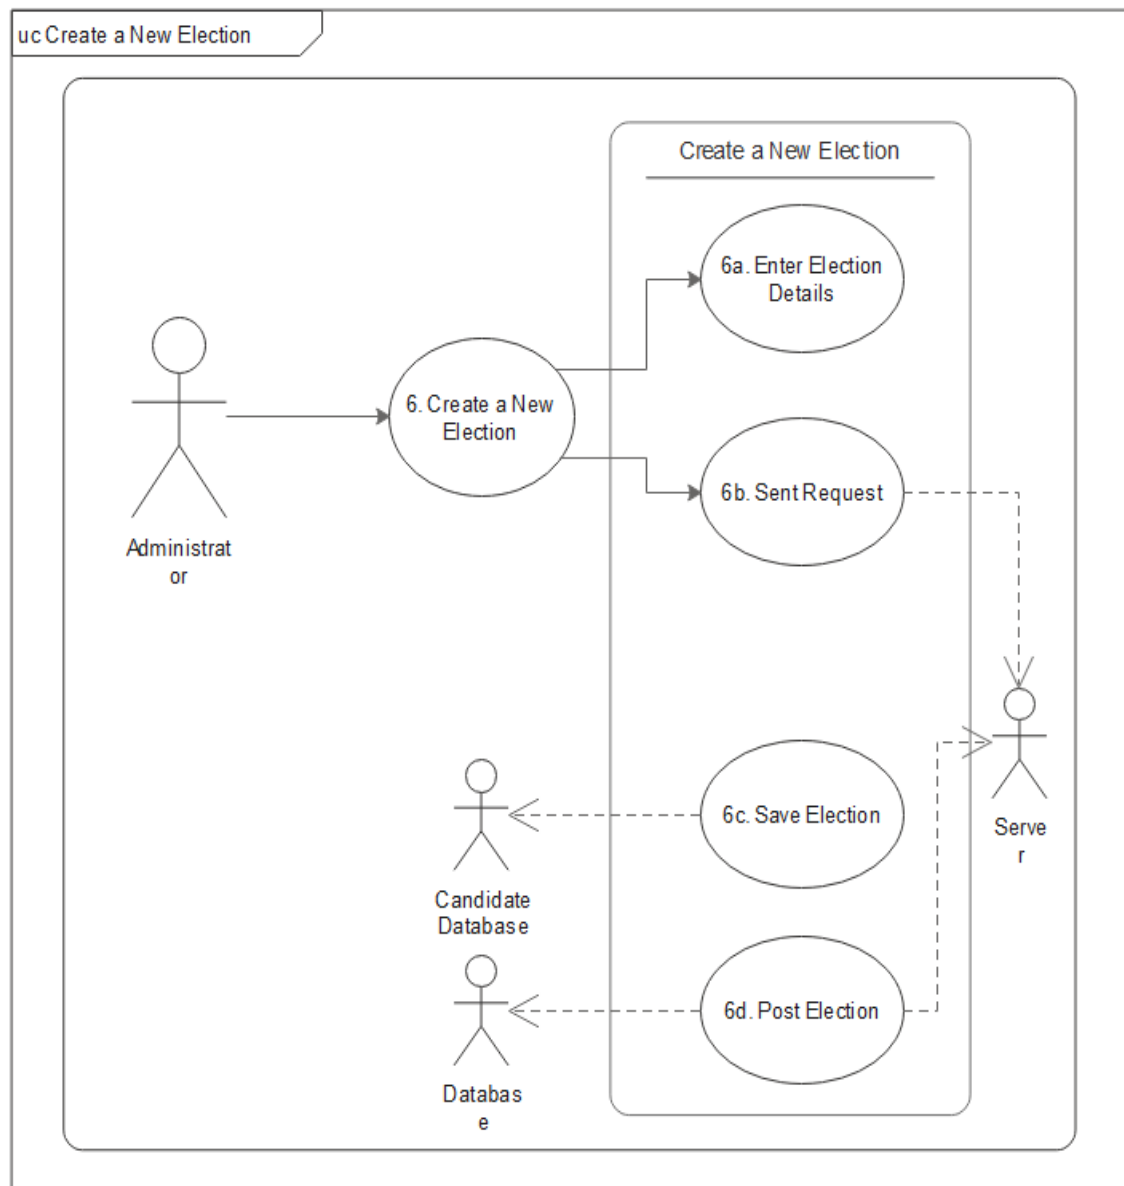 uc Create a New Election
Create a New Election
6a. Enter Election
Details
6. Create a New
Election
6b. Sent Request
Administrat
or
6c. Save Election
Serve
r
Candidate
Database
6d. Post Election
Databas
e